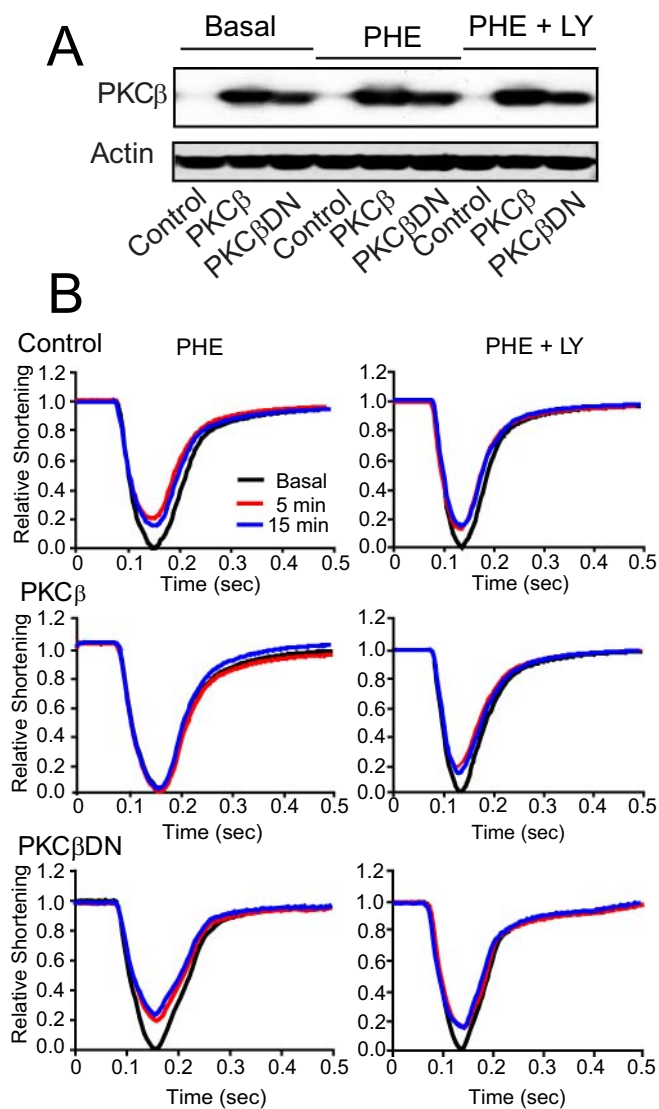 A
Basal
PHE
PHE + LY
PKCβ
Actin
Control
PKCβ
PKCβDN
Control
PKCβ
PKCβDN
Control
PKCβ
PKCβDN
B
Control
PHE
PHE + LY
Relative Shortening
1.2
1.0
0.8
0.6
0.4
0.2
0.0
Basal
5 min
15 min
0 0.1 0.2 0.3 0.4 0.5
Time (sec)
1.2
1.0
0.8
0.6
0.4
0.2
0.0
0 0.1 0.2 0.3 0.4 0.5
Time (sec)
PKCβ
Relative Shortening
1.2
1.0
0.8
0.6
0.4
0.2
0.0
0 0.1 0.2 0.3 0.4 0.5
Time (sec)
1.2
1.0
0.8
0.6
0.4
0.2
0.0
0 0.1 0.2 0.3 0.4 0.5
Time (sec)
PKCβDN
Relative Shortening
1.2
1.0
0.8
0.6
0.4
0.2
0.0
0 0.1 0.2 0.3 0.4 0.5
Time (sec)
1.2
1.0
0.8
0.6
0.4
0.2
0.0
0 0.1 0.2 0.3 0.4 0.5
Time (sec)